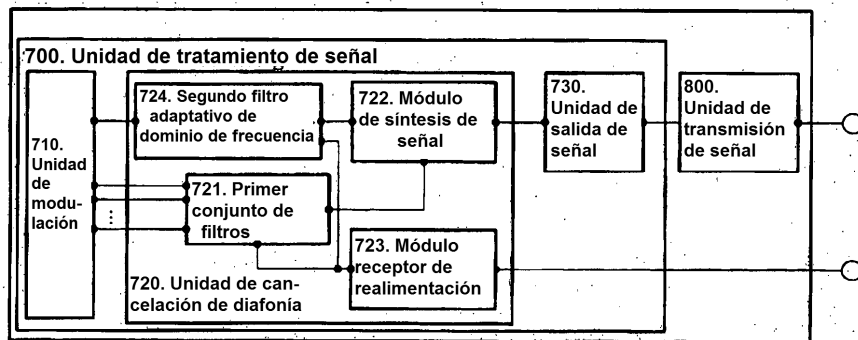 700. Unidad de tratamiento de señal
710.
Unidad
de
modu-
lación
724. Segundo filtro
adaptativo de
dominio de frecuencia
722. Módulo
de síntesis de
señal
730.
Unidad de
salida de
señal
800.
Unidad de
transmisión
de señal
721. Primer
conjunto de
filtros
723. Módulo
receptor de
realimentación
720. Unidad de can-
celación de diafonía